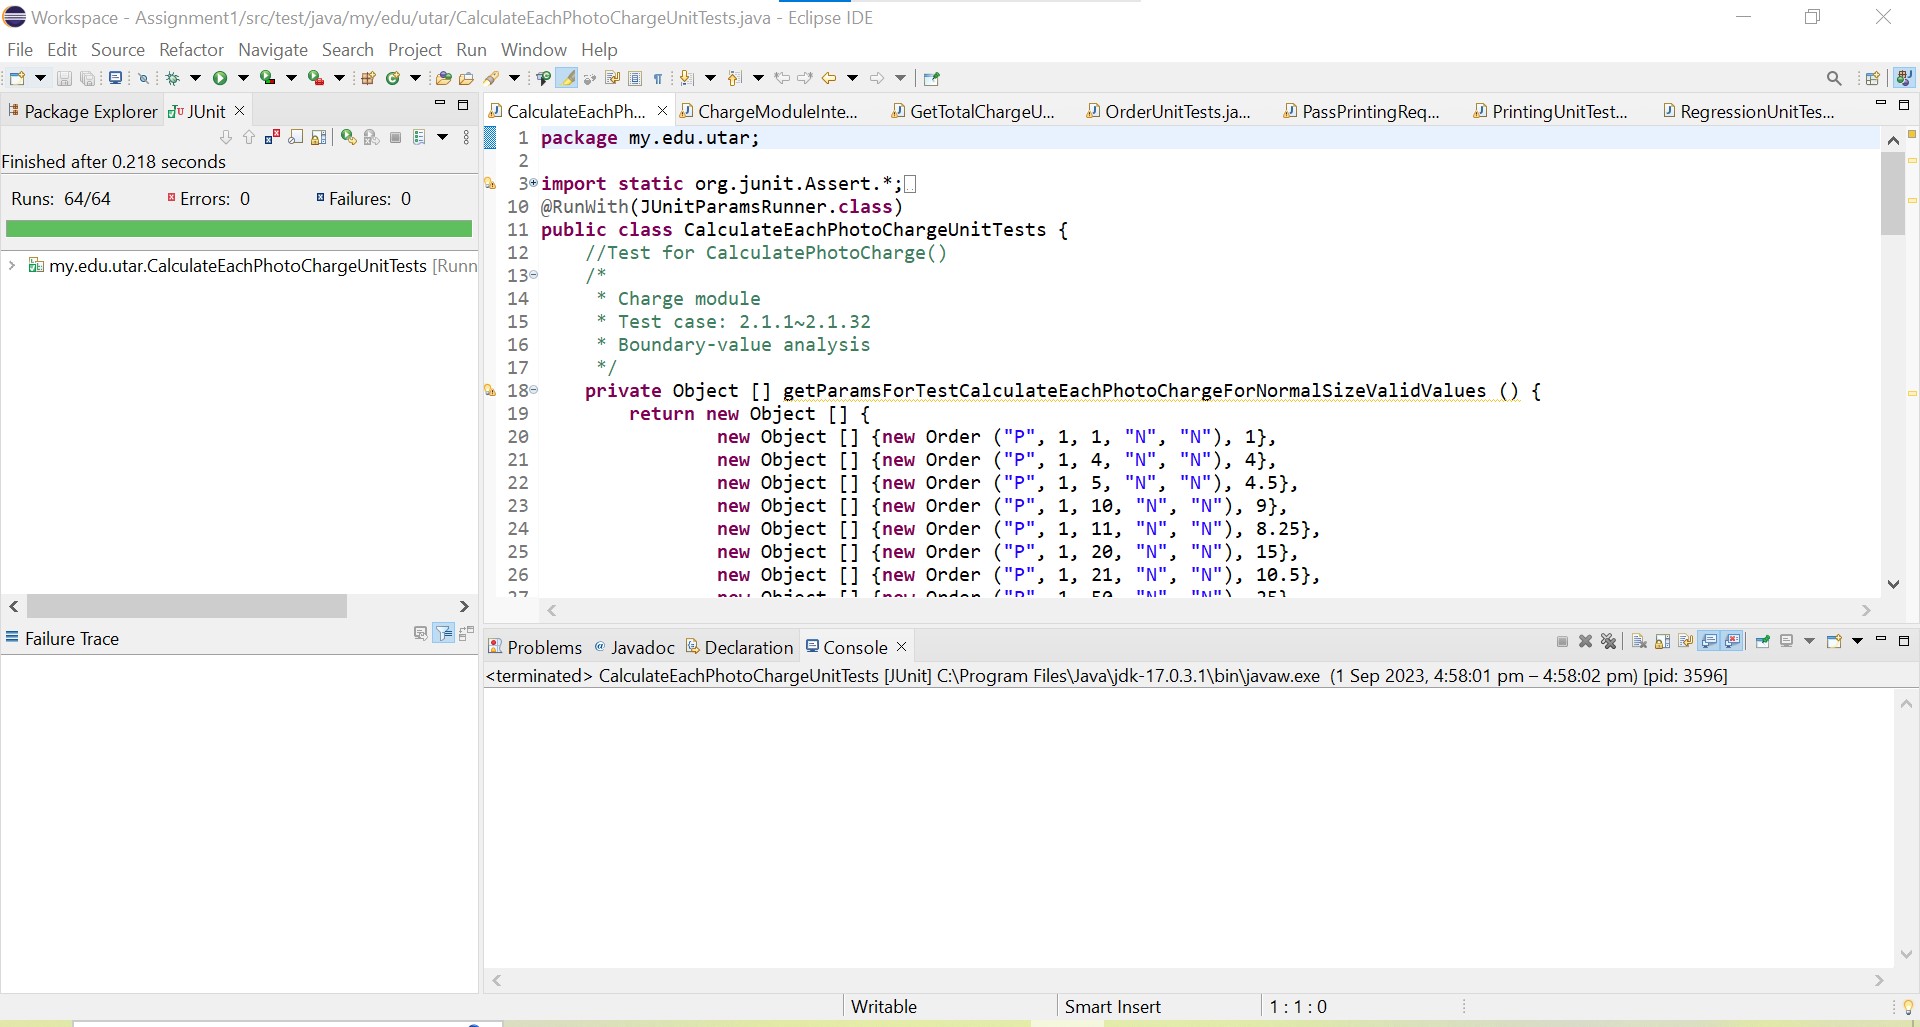 Workspace - Assignment1/src/test/java/my/edu/utar/CalculateEachPhotoChargeUnitTests.java - Eclipse IDE
File Edit Source Refactor Navigate Search Project Run Window Help
Package Explorer JUnit
Finished after 0.218 seconds
Runs: 64/64 Errors: 0 Failures: 0
my.edu.utar.CalculateEachPhotoChargeUnitTests [Runn
Failure Trace
CalculateEachPh... ChargeModuleInte... GetTotalChargeU... OrderUnitTests.ja... PassPrintingReq... PrintingUnitTest... RegressionUnitTes...
1 package my.edu.utar;
2
3 import static org.junit.Assert.*;
10 @RunWith(JUnitParamsRunner.class)
11 public class CalculateEachPhotoChargeUnitTests {
12 //Test for CalculatePhotoCharge()
13 /*
14 * Charge module
15 * Test case: 2.1.1~2.1.32
16 * Boundary-value analysis
17 */
18 private Object [] getParamsForTestCalculateEachPhotoChargeForNormalSizeValidValues () {
19 return new Object [] {
20 new Object [] {new Order ("P", 1, 1, "N", "N"), 1},
21 new Object [] {new Order ("P", 1, 4, "N", "N"), 4},
22 new Object [] {new Order ("P", 1, 5, "N", "N"), 4.5},
23 new Object [] {new Order ("P", 1, 10, "N", "N"), 9},
24 new Object [] {new Order ("P", 1, 11, "N", "N"), 8.25},
25 new Object [] {new Order ("P", 1, 20, "N", "N"), 15},
26 new Object [] {new Order ("P", 1, 21, "N", "N"), 10.5},
Problems @ Javadoc Declaration Console
<terminated> CalculateEachPhotoChargeUnitTests [JUnit] C:\Program Files\Java\jdk-17.0.3.1\bin\javaw.exe (1 Sep 2023, 4:58:01 pm – 4:58:02 pm) [pid: 3596]
Writable Smart Insert 1 : 1 : 0